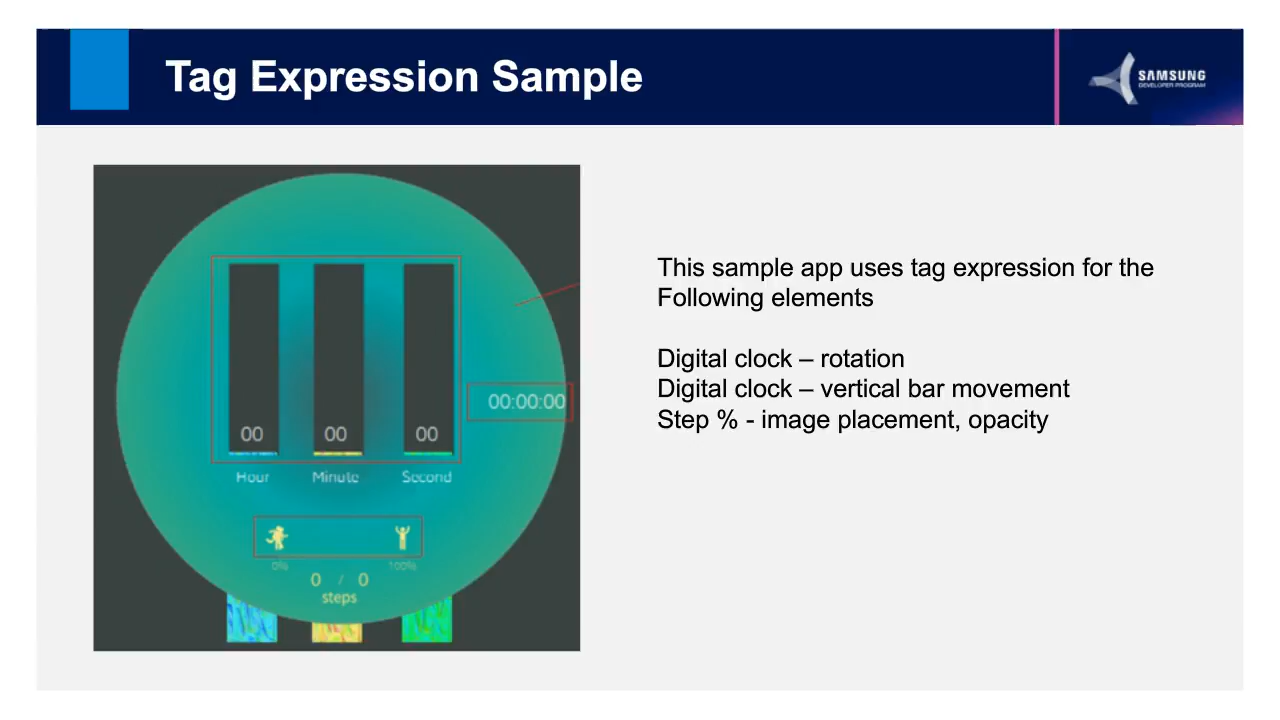 Tag Expression Sample
SAMSUNG
DEVELOPER PROGRAM
This sample app uses tag expression for the
Following elements
Digital clock – rotation
Digital clock – vertical bar movement
Step % - image placement, opacity
00:00:00
00 00 00
Hour Minute Second
0% 100%
0 / 0
steps